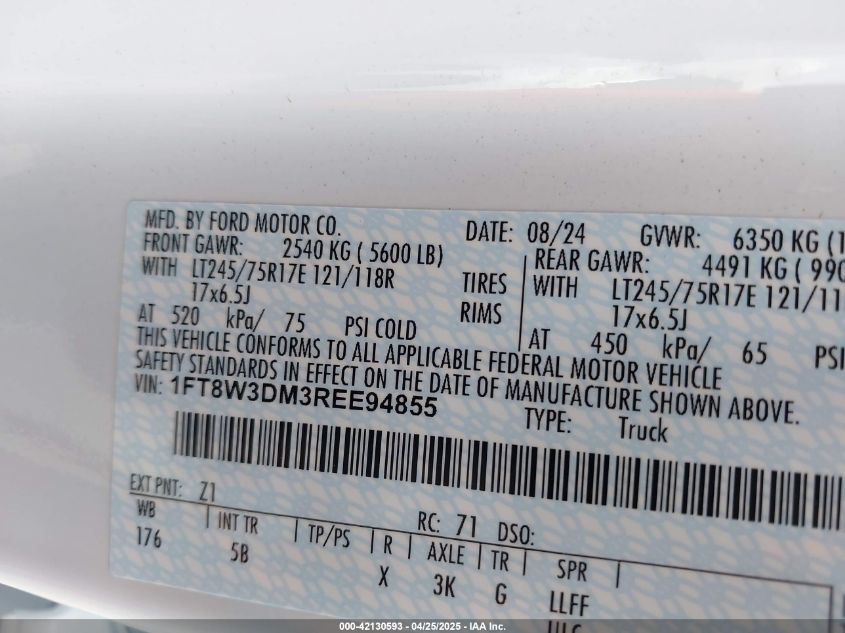 MFD. BY FORD MOTOR CO. DATE: 08/24 GVWR: 6350 KG (1
FRONT GAWR: 2540 KG ( 5600 LB) REAR GAWR: 4491 KG ( 990
WITH LT245/75R17E 121/118R TIRES WITH LT245/75R17E 121/11
17x6.5J RIMS 17x6.5J
AT 520 kPa/ 75 PSI COLD AT 450 kPa/ 65 PSI
THIS VEHICLE CONFORMS TO ALL APPLICABLE FEDERAL MOTOR VEHICLE
SAFETY STANDARDS IN EFFECT ON THE DATE OF MANUFACTURE SHOWN ABOVE.
VIN: 1FT8W3DM3REE94855 TYPE: Truck
EXT PNT: Z1 RC: 71 DSO:
WB INT TR TP/PS R AXLE TR SPR
176 5B X 3K G LLFF
000-42130593 - 04/25/2025 - IAA Inc.